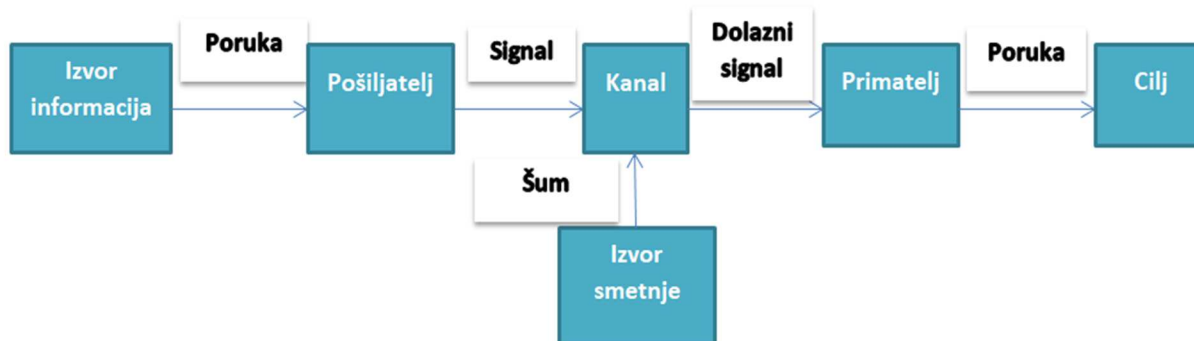 Izvor
informacija
Poruka
Pošiljatelj
Signal
Kanal
Dolazni
signal
Primatelj
Poruka
Cilj
Šum
Izvor
smetnje